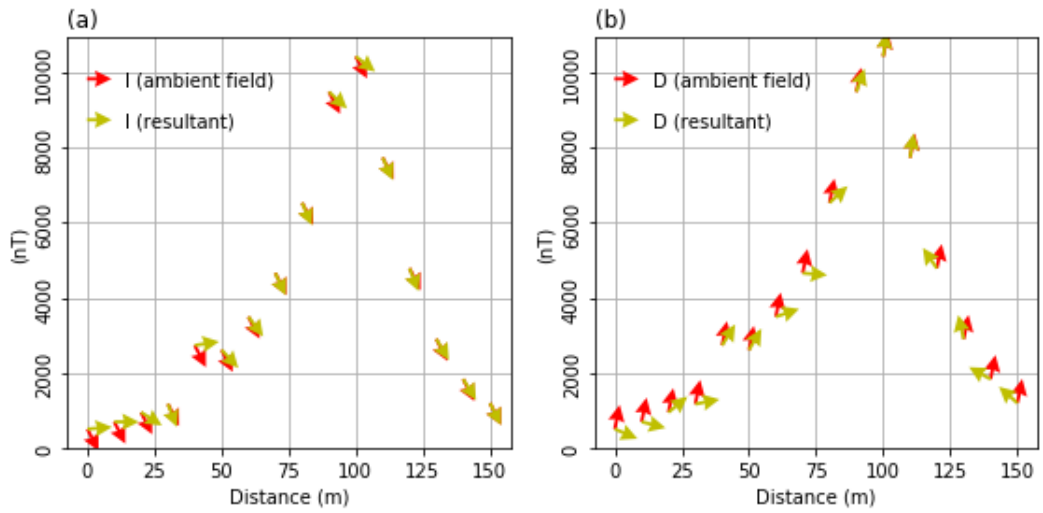 (a)
I (ambient field)
I (resultant)
10000
8000
6000
4000
2000
0
(nT)
0 25 50 75 100 125 150
Distance (m)
(b)
D (ambient field)
D (resultant)
10000
8000
6000
4000
2000
0
(nT)
0 25 50 75 100 125 150
Distance (m)